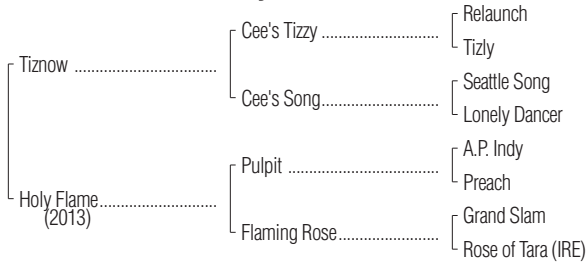 Relaunch
Cee's Tizzy ..............................
Tizly
Tiznow ....................................
Seattle Song
Cee's Song..............................
Lonely Dancer
A.P. Indy
Pulpit ......................................
Preach
Holy Flame..............................
(2013)
Grand Slam
Flaming Rose.........................
Rose of Tara (IRE)